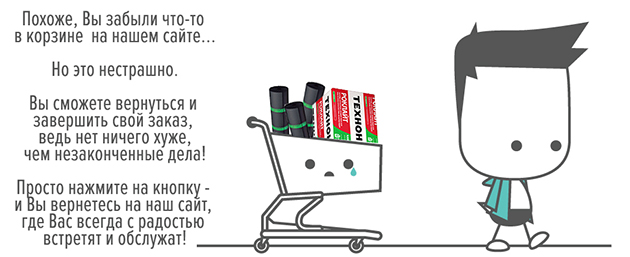 Похоже, Вы забыли что-то
в корзине на нашем сайте...
Но это нестрашно.
Вы сможете вернуться и
завершить свой заказ,
ведь нет ничего хуже,
чем незаконченные дела!
Просто нажмите на кнопку -
и Вы вернетесь на наш сайт,
где Вас всегда с радостью
встретят и обслужат!
РОКЛАЙТ
ТЕХНОН